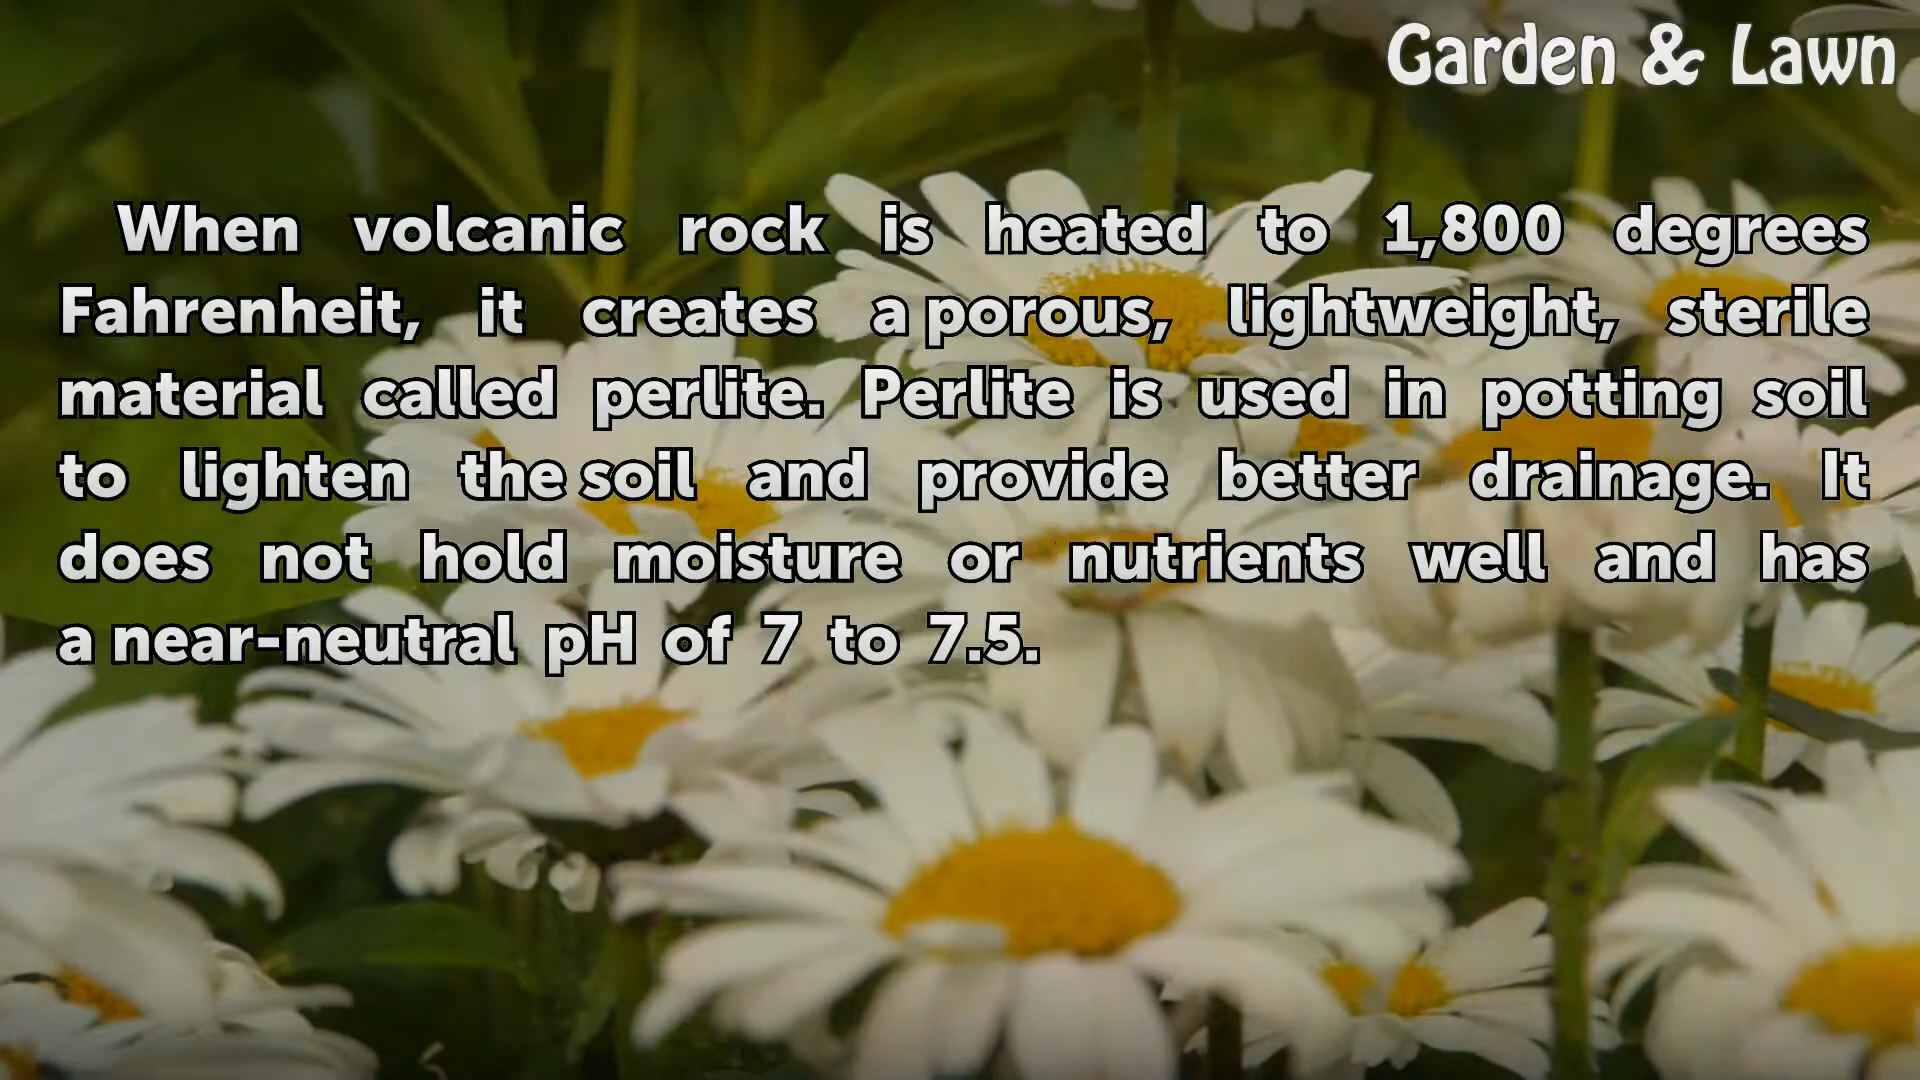 Garden & Lawn
When volcanic rock is heated to 1,800 degrees
Fahrenheit, it creates a porous, lightweight, sterile
material called perlite. Perlite is used in potting soil
to lighten the soil and provide better drainage. It
does not hold moisture or nutrients well and has
a near-neutral pH of 7 to 7.5.